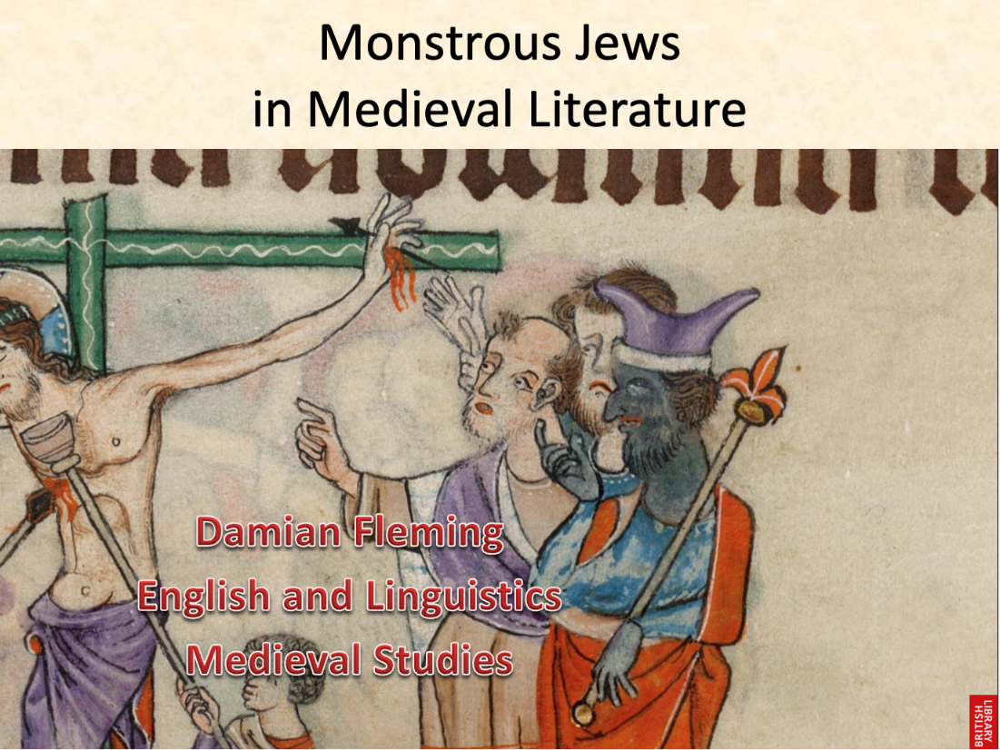 Monstrous Jews
in Medieval Literature
Damian Fleming
English and Linguistics
Medieval Studies
BRITISH
LIBRARY